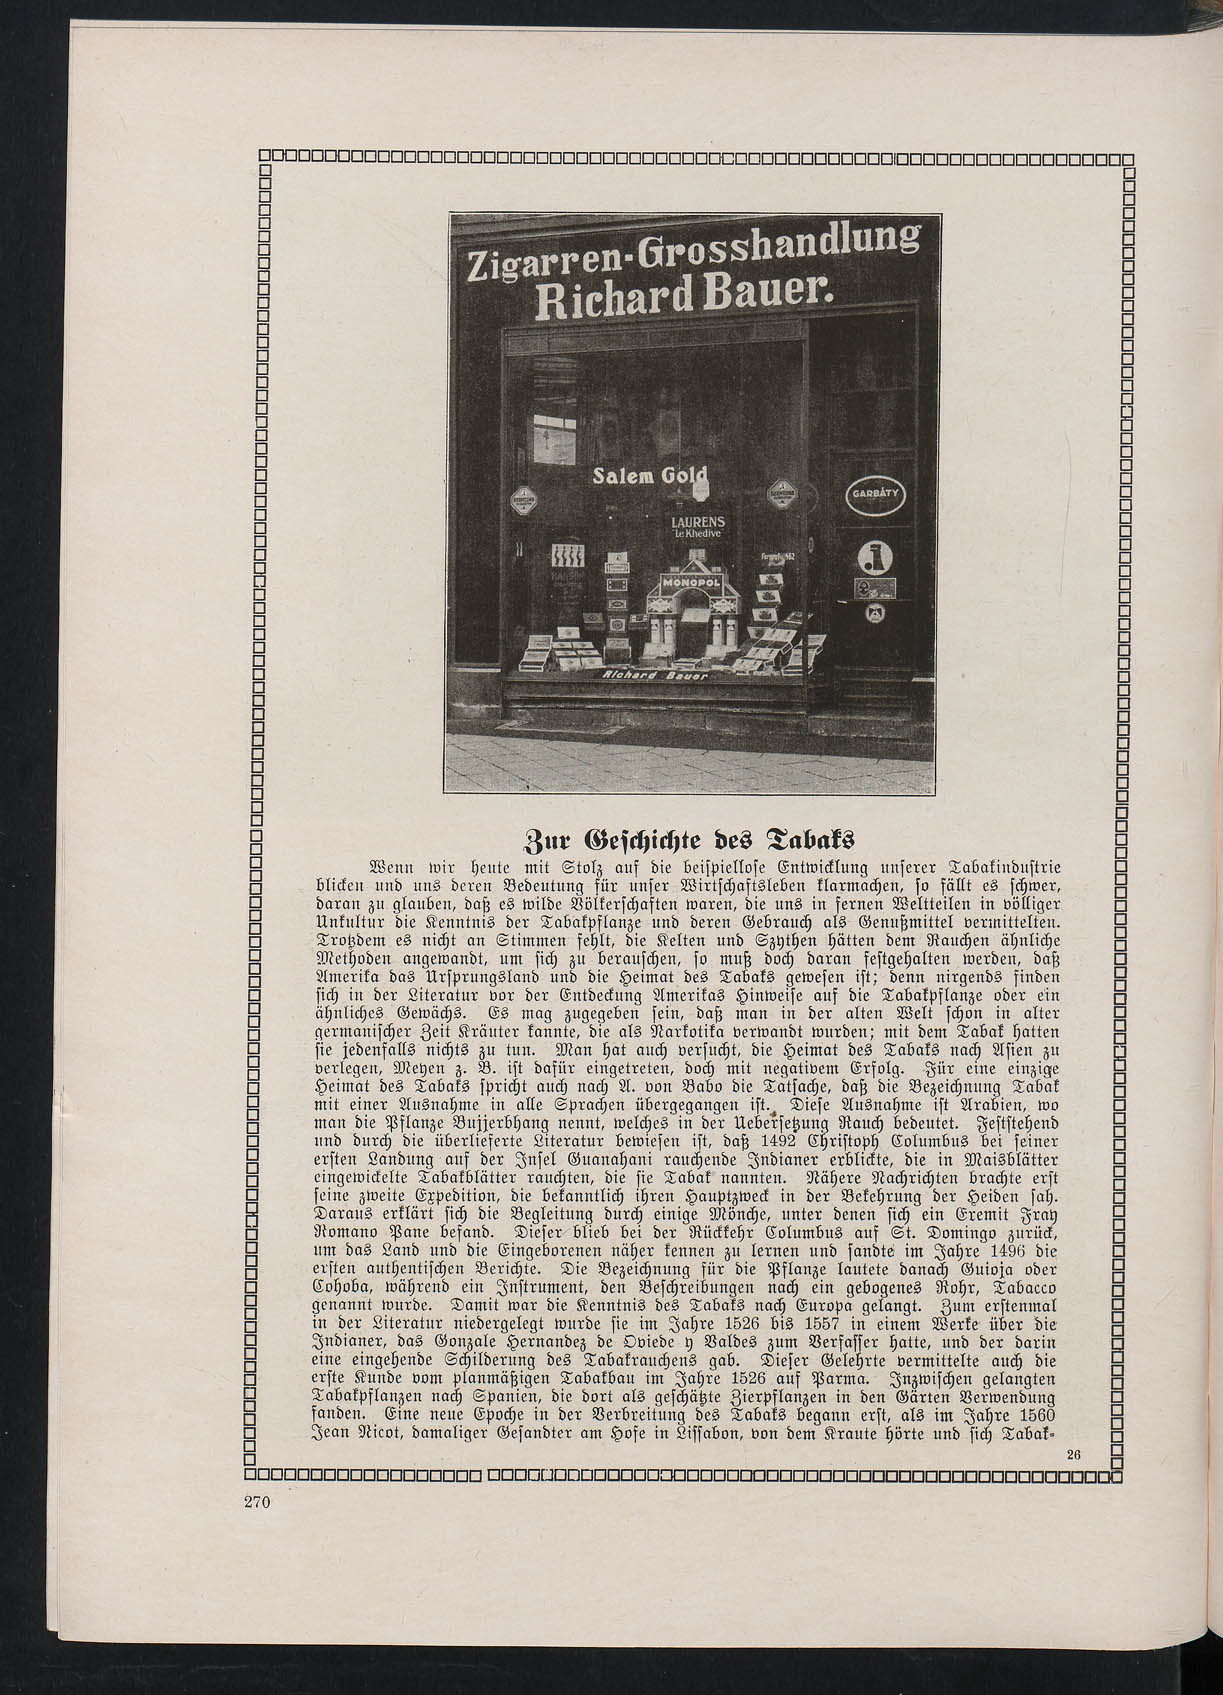 Zigarren-Grosshandlung
Richard Bauer.
Salem Gold
LAURENS
"Le Khedive"
GARBÁTY
MONOPOL
Richard Bauer
Zur Geschichte des Tabaks
Wenn wir heute mit Stolz auf die beispiellose Entwicklung unserer Tabakindustrie
blicken und uns deren Bedeutung für unser Wirtschaftsleben klarmachen, so fällt es schwer,
daran zu glauben, daß es wilde Völkerschaften waren, die uns in fernen Weltteilen in völliger
Unkultur die Kenntnis der Tabakpflanze und deren Gebrauch als Genußmittel vermittelten.
Trotzdem es nicht an Stimmen fehlt, die Kelten und Szythen hätten dem Rauchen ähnliche
Methoden angewandt, um sich zu berauschen, so muß doch daran festgehalten werden, daß
Amerika das Ursprungsland und die Heimat des Tabaks gewesen ist; denn nirgends finden
sich in der Literatur vor der Entdeckung Amerikas Hinweise auf die Tabakpflanze oder ein
ähnliches Gewächs. Es mag zugegeben sein, daß man in der alten Welt schon in alter
germanischer Zeit Kräuter kannte, die als Narkotika verwandt wurden; mit dem Tabak hatten
sie jedenfalls nichts zu tun. Man hat auch versucht, die Heimat des Tabaks nach Asien zu
verlegen, Meyen z. B. ist dafür eingetreten, doch mit negativem Erfolg. Für eine einzige
Heimat des Tabaks spricht auch nach A. von Babo die Tatsache, daß die Bezeichnung Tabak
mit einer Ausnahme in alle Sprachen übergegangen ist. Diese Ausnahme ist Arabien, wo
man die Pflanze Bujjerbhang nennt, welches in der Uebersetzung Rauch bedeutet. Feststehend
und durch die überlieferte Literatur bewiesen ist, daß 1492 Christoph Columbus bei seiner
ersten Landung auf der Insel Guanahani rauchende Indianer erblickte, die in Maisblätter
eingewickelte Tabakblätter rauchten, die sie Tabak nannten. Nähere Nachrichten brachte erst
seine zweite Expedition, die bekanntlich ihren Hauptzweck in der Bekehrung der Heiden sah.
Daraus erklärt sich die Begleitung durch einige Mönche, unter denen sich ein Eremit Fray
Romano Pane befand. Dieser blieb bei der Rückkehr Columbus auf St. Domingo zurück,
um das Land und die Eingeborenen näher kennen zu lernen und sandte im Jahre 1496 die
ersten authentischen Berichte. Die Bezeichnung für die Pflanze lautete danach Guioja oder
Cohoba, während ein Instrument, den Beschreibungen nach ein gebogenes Rohr, Tabacco
genannt wurde. Damit war die Kenntnis des Tabaks nach Europa gelangt. Zum erstenmal
in der Literatur niedergelegt wurde sie im Jahre 1526 bis 1557 in einem Werke über die
Indianer, das Gonzale Hernandez de Oviede y Valdes zum Verfasser hatte, und der darin
eine eingehende Schilderung des Tabakrauchens gab. Dieser Gelehrte vermittelte auch die
erste Kunde vom planmäßigen Tabakbau im Jahre 1526 auf Parma. Inzwischen gelangten
Tabakpflanzen nach Spanien, die dort als geschätzte Zierpflanzen in den Gärten Verwendung
fanden. Eine neue Epoche in der Verbreitung des Tabaks begann erst, als im Jahre 1560
Jean Nicot, damaliger Gesandter am Hofe in Lissabon, von dem Kraute hörte und sich Tabak-
26
270